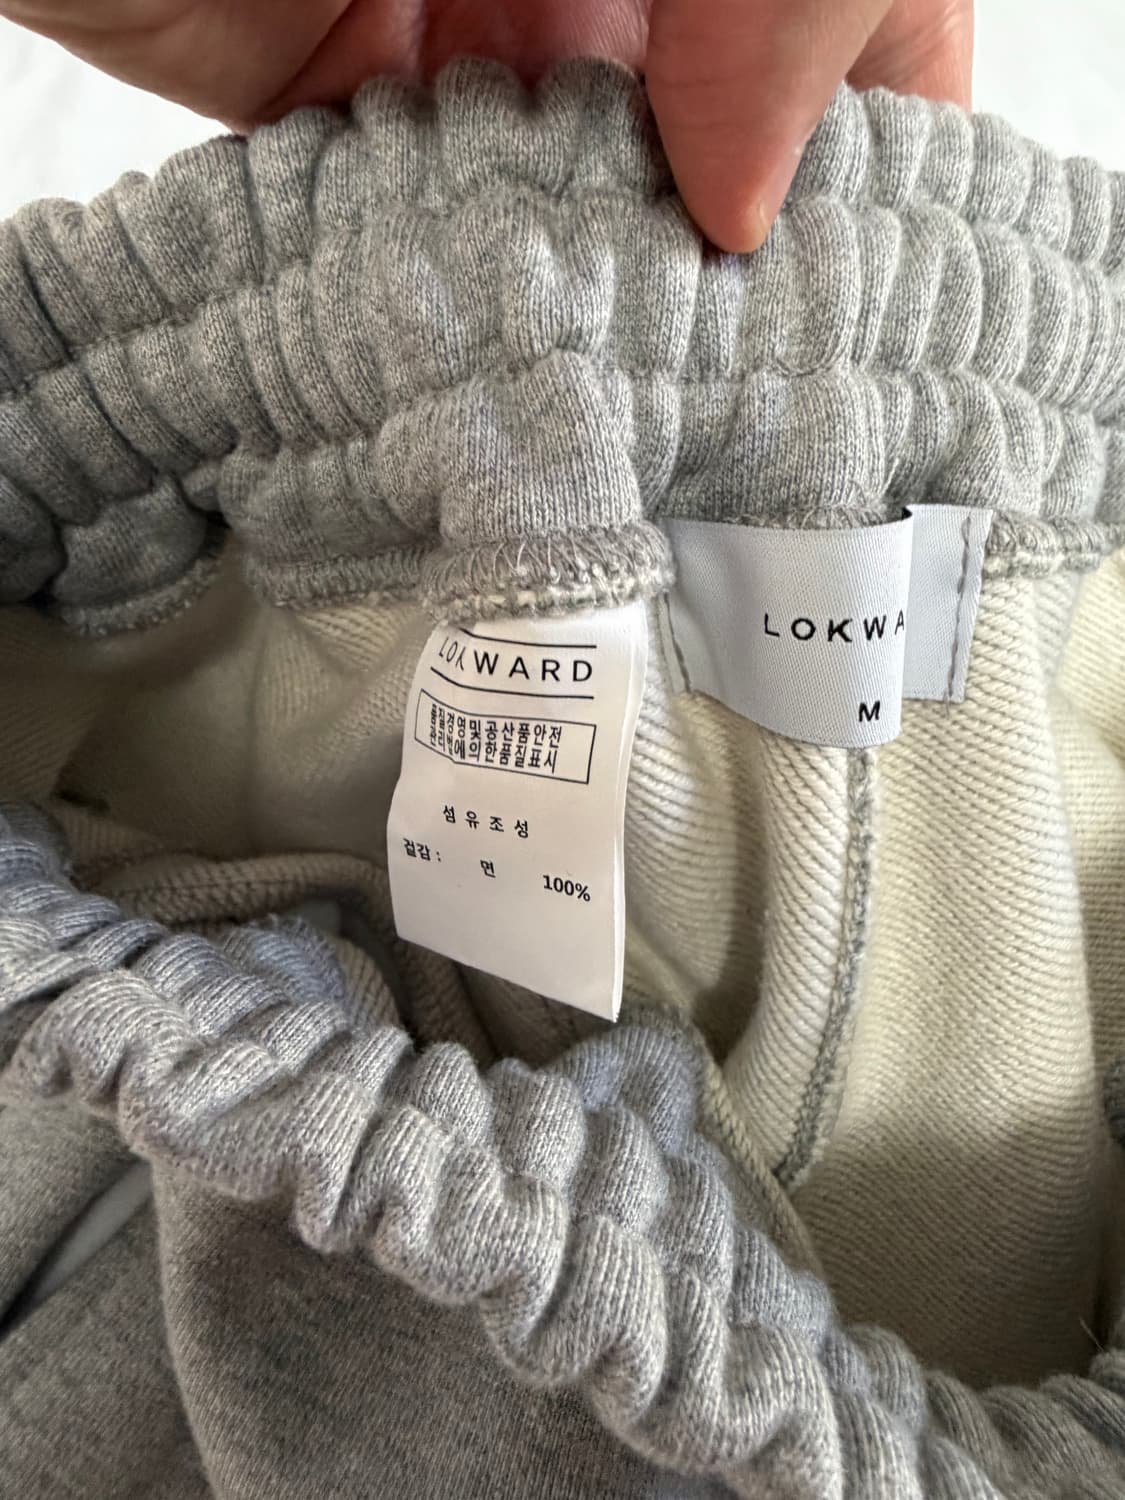 LOKWARD
품질경영 및 공산품안전
관리법에 의한 품질표시
섬유조성
겉감 : 면 100%
LOKWA
M